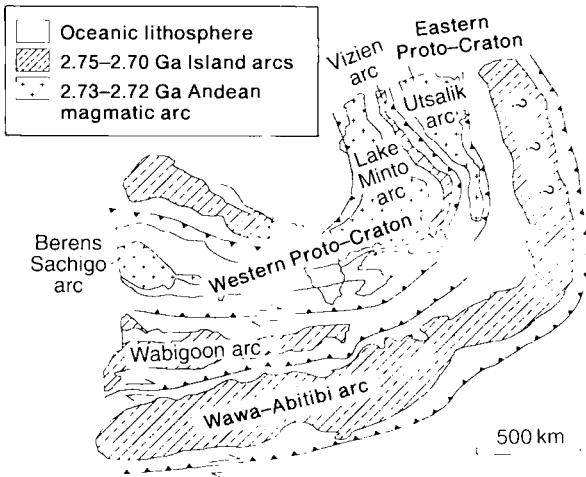 Oceanic lithosphere
2.75–2.70 Ga Island arcs
2.73–2.72 Ga Andean
magmatic arc
Eastern
Proto–Craton
Vizien
arc
Utsalik
arc
Lake
Minto
arc
?
?
?
Berens
Sachigo
arc
Western Proto–Craton
Wabigoon arc
Wawa–Abitibi arc
500 km